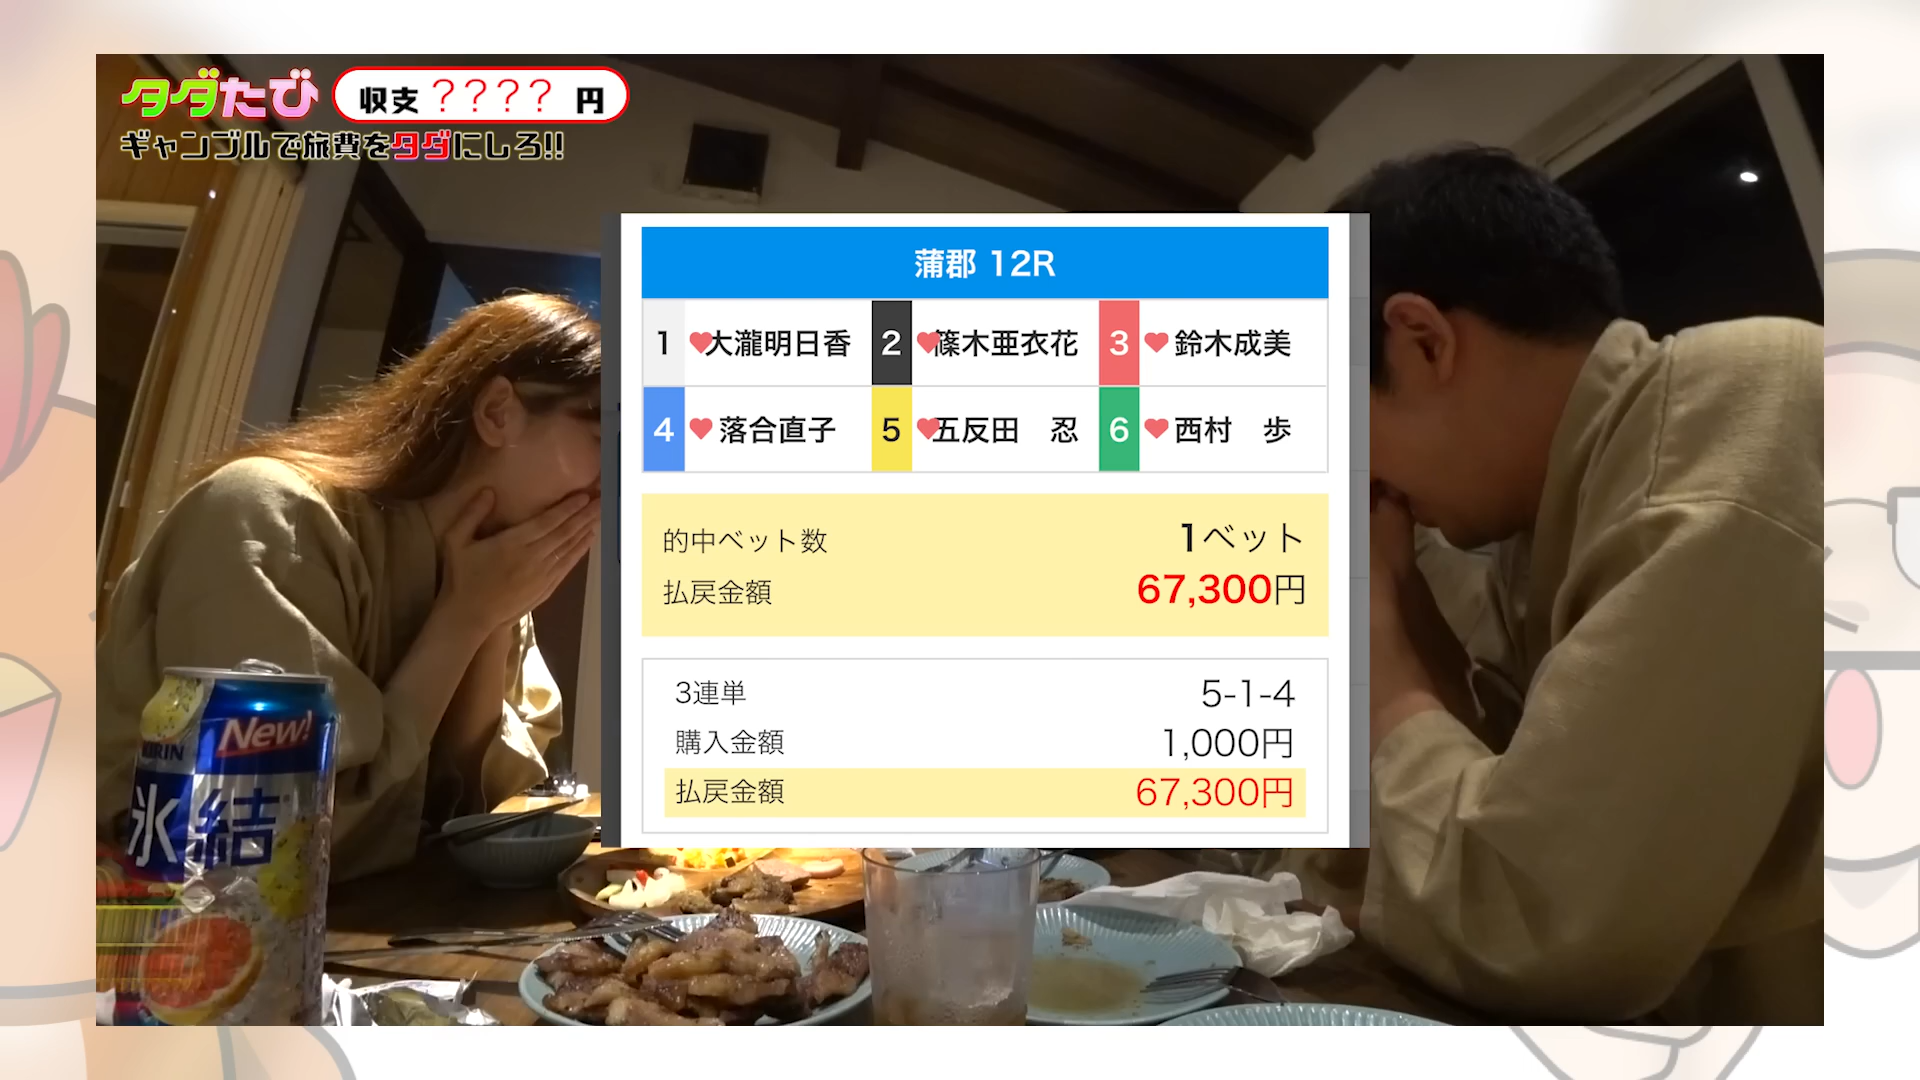 タダたび 収支 ???? 円
ギャンブルで旅費をタダにしろ!!
蒲郡 12R
1 大瀧明日香 2 篠木亜衣花 3 鈴木成美
4 落合直子 5 五反田 忍 6 西村 歩
的中ベット数 1ベット
払戻金額 67,300円
3連単 5-1-4
購入金額 1,000円
払戻金額 67,300円
New!
KIRIN
氷結